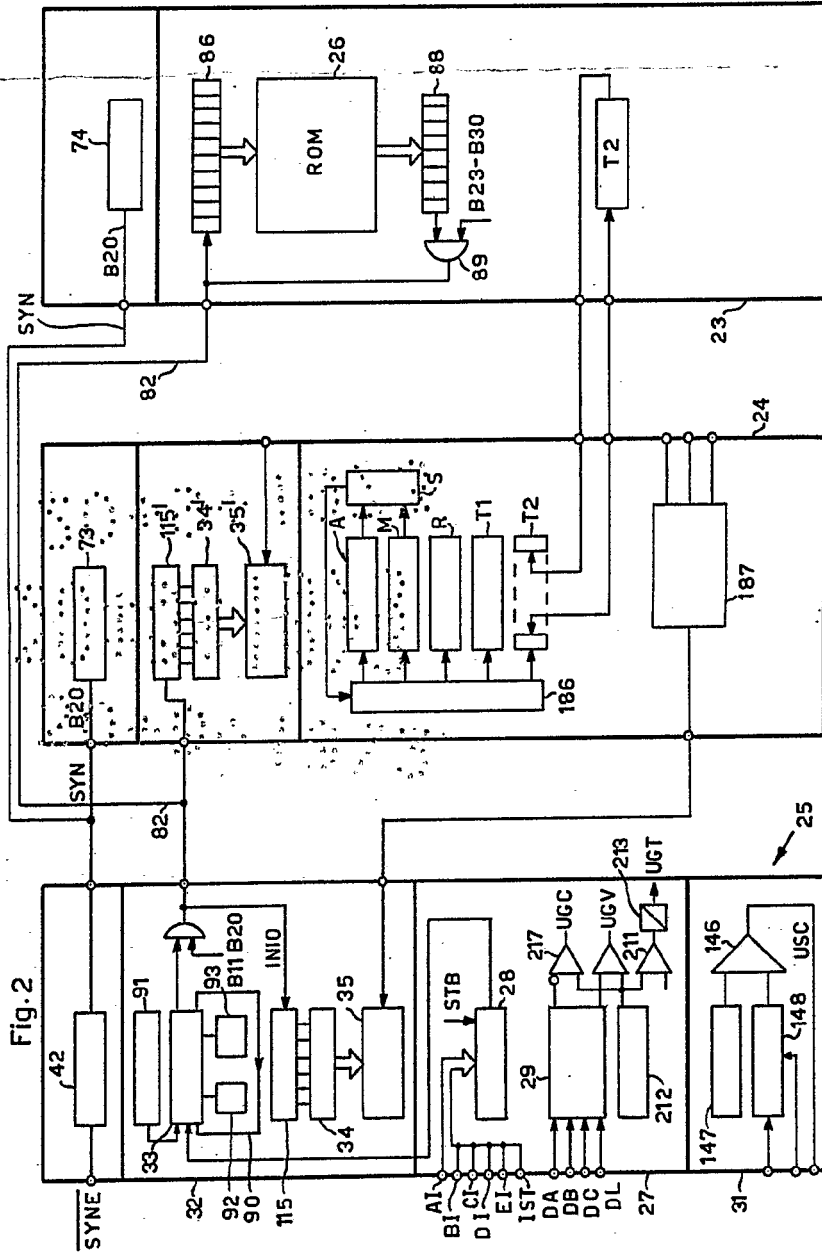 Fig.2
SYNE
42
SYN
B20
73
SYN
B20
74
82
82
33
91
93
B11
B20
92
90
32
INIO
115
34
35
115'
34'
35'
86
ROM
26
88
89
B23-B30
AI
BI
CI
DI
EI
IST
DA
DB
DC
DL
27
STB
28
29
212
217
UGC
UGV
211
213
UGT
A
M
R
T1
T2
S
186
T2
23
24
187
25
31
147
148
146
USC